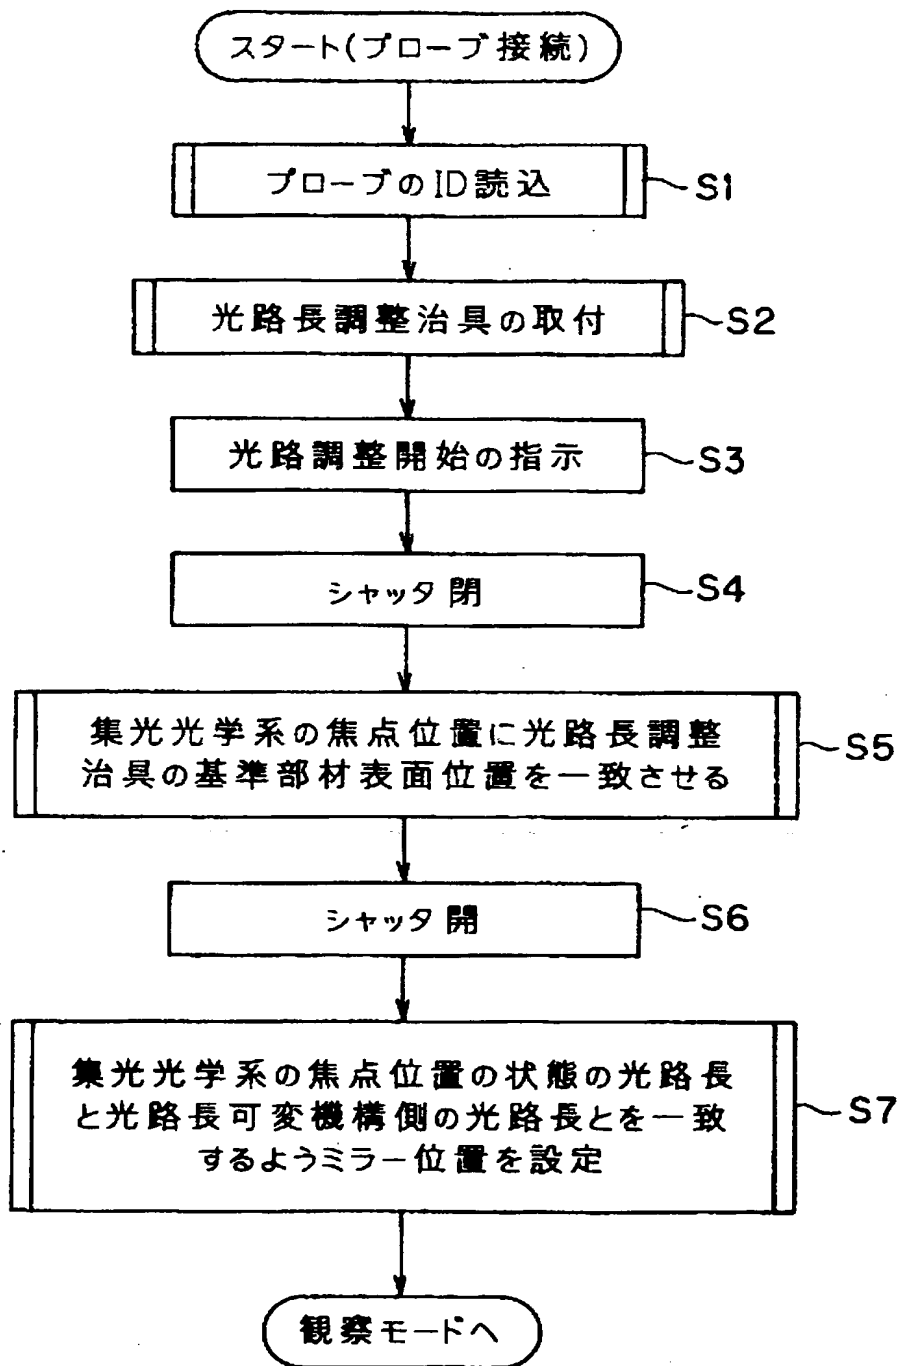 スタート(プローブ接続)
プローブのID読込
S1
光路長調整治具の取付
S2
光路調整開始の指示
S3
シャッタ閉
S4
集光光学系の焦点位置に光路長調整
治具の基準部材表面位置を一致させる
S5
シャッタ開
S6
集光光学系の焦点位置の状態の光路長
と光路長可変機構側の光路長とを一致
するようミラー位置を設定
S7
観察モードへ